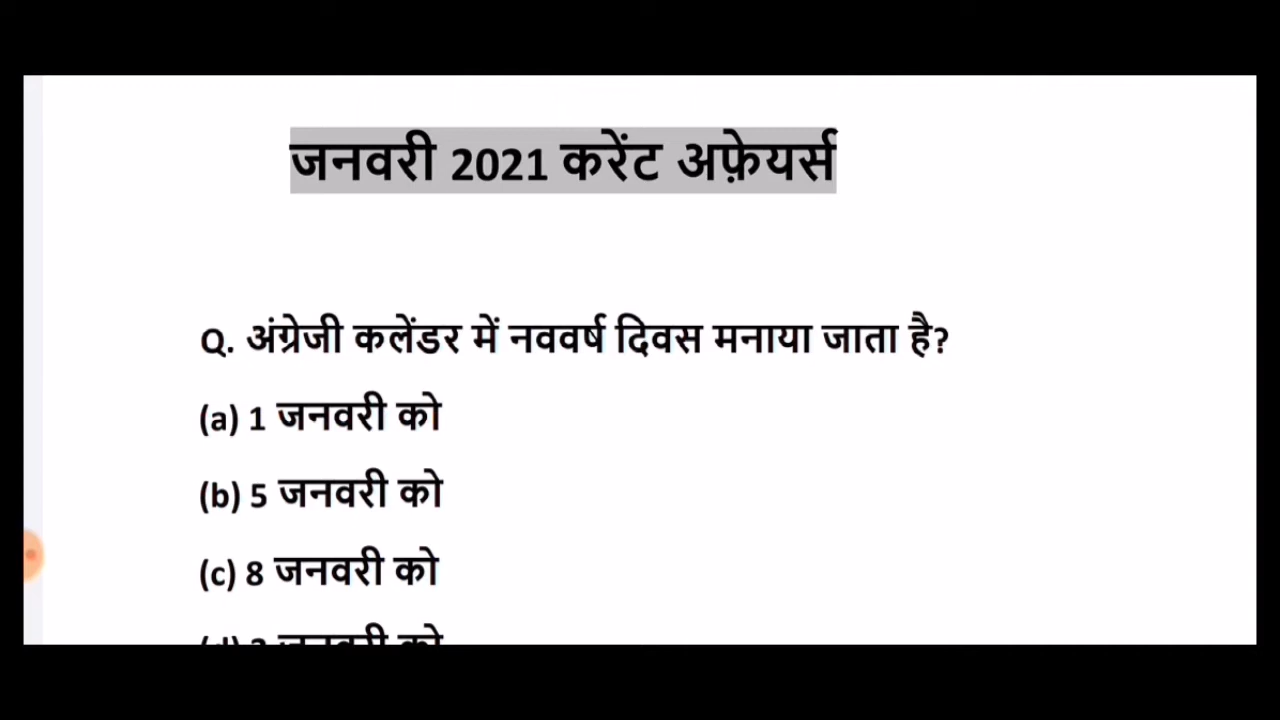 जनवरी 2021 करेंट अफ़ेयर्स
Q. अंग्रेजी कलेंडर में नववर्ष दिवस मनाया जाता है?
(a) 1 जनवरी को
(b) 5 जनवरी को
(c) 8 जनवरी को